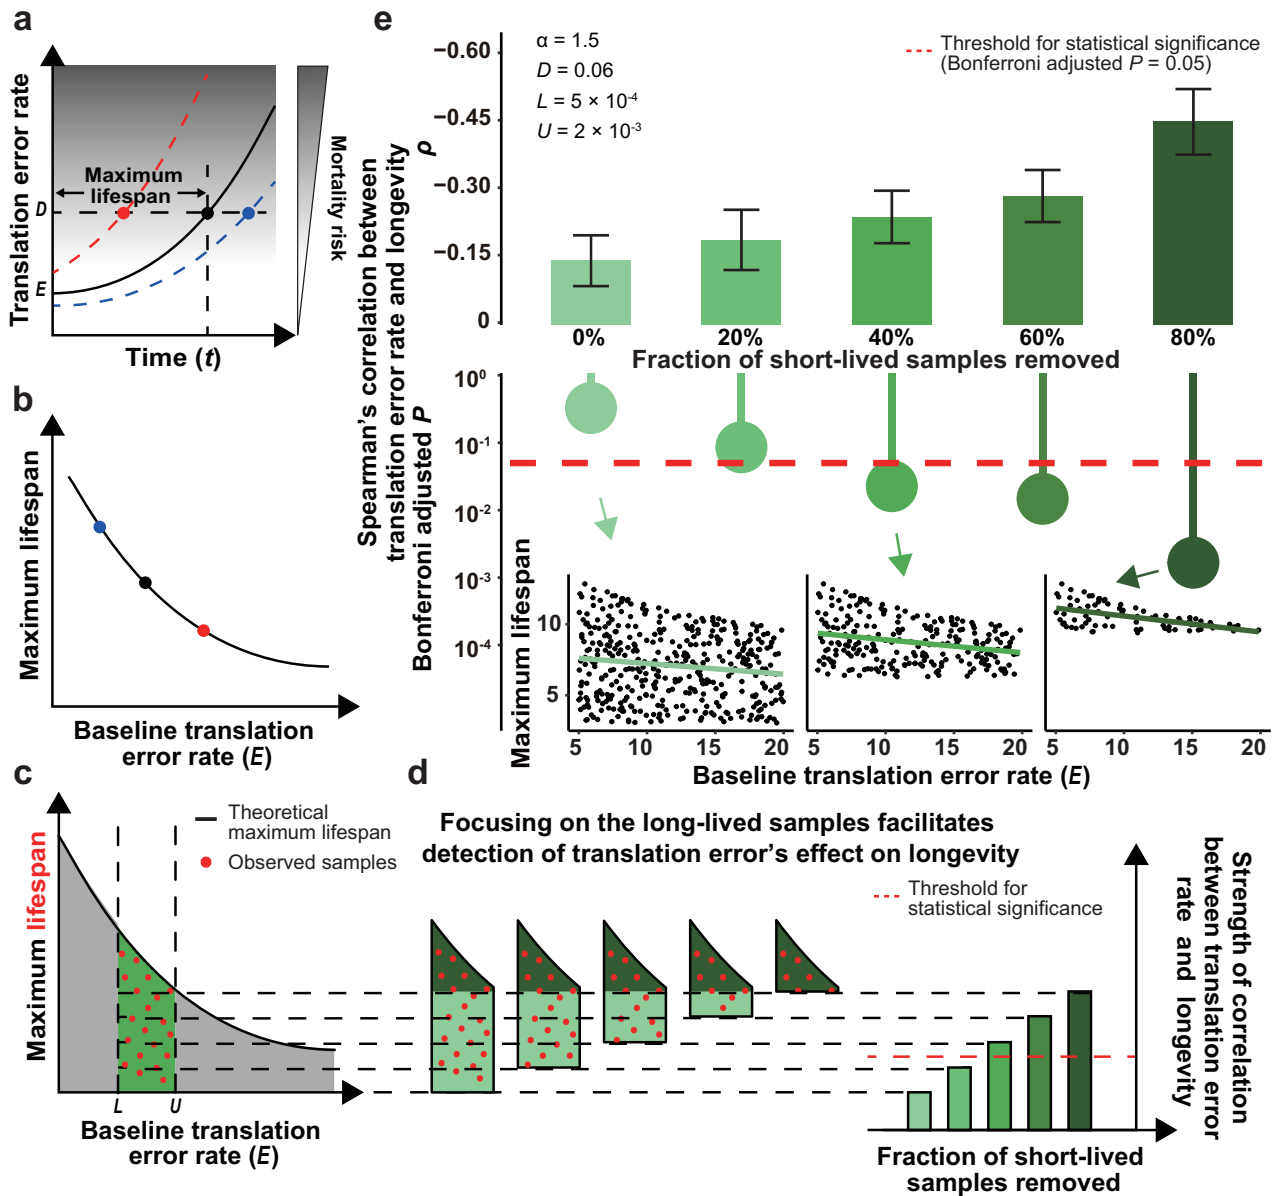 a
Translation error rate
D
E
Maximum
lifespan
Mortality risk
Time (t)
b
Maximum lifespan
Baseline translation
error rate (E)
c
Maximum lifespan
Theoretical
maximum lifespan
Observed samples
L
U
Baseline translation
error rate (E)
d
Focusing on the long-lived samples facilitates
detection of translation error's effect on longevity
Threshold for
statistical significance
Strength of correlation
between translation error
rate and longevity
Fraction of short-lived
samples removed
e
Spearman's correlation between
translation error rate and longevity
ρ
−0.60
−0.45
−0.30
−0.15
0
α = 1.5
D = 0.06
L = 5 × 10⁻⁴
U = 2 × 10⁻³
Threshold for statistical significance
(Bonferroni adjusted P = 0.05)
0%
20%
40%
60%
80%
Fraction of short-lived samples removed
Bonferroni adjusted P
10⁰
10⁻¹
10⁻²
10⁻³
10⁻⁴
Maximum lifespan
10
5
5 10 15 20
5 10 15 20
5 10 15 20
Baseline translation error rate (E)